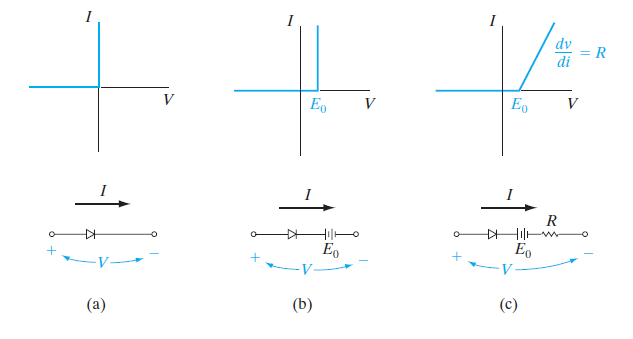 I
V
I
E₀
V
I
dv/di = R
E₀
V
I
+
V
−
(a)
I
E₀
+
V
−
(b)
I
R
E₀
+
V
−
(c)